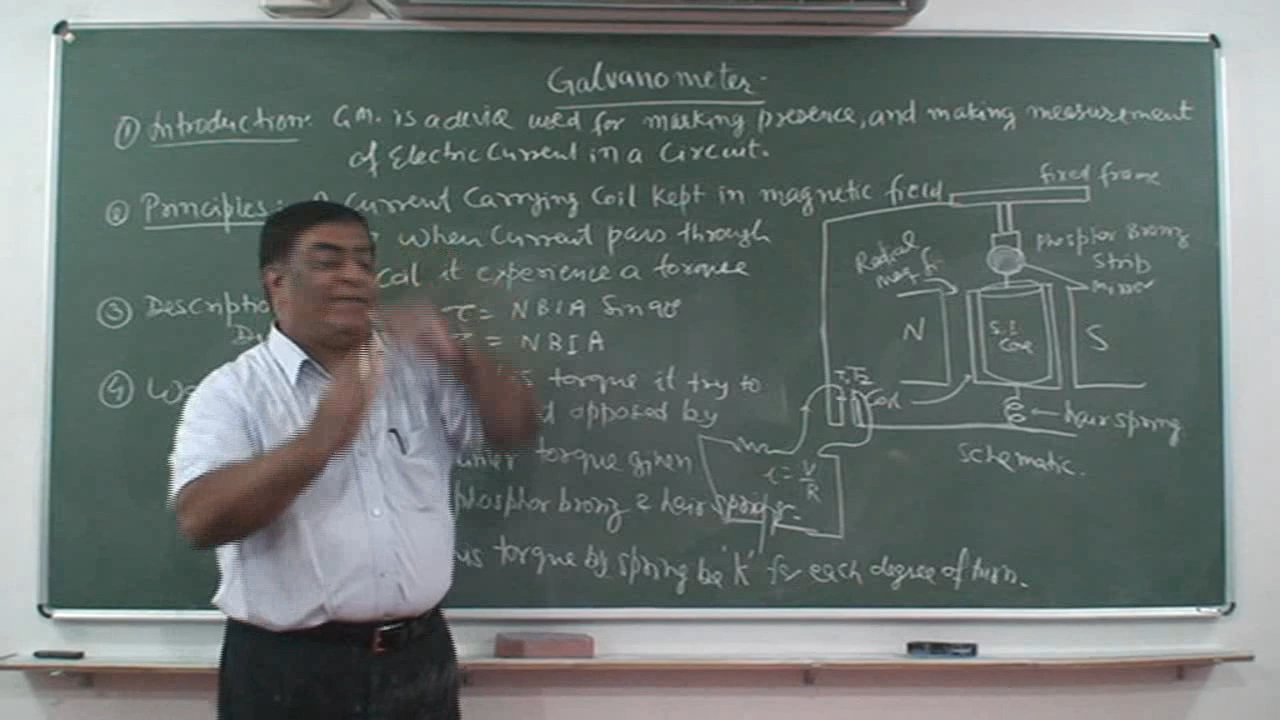 Galvanometer
① Introduction: G.M. is a device used for marking presence, and making measurement
of Electric Current in a Circuit.
② Principles: A Current Carrying Coil kept in magnetic field
when Current pass through
it experience a torque
③ Description
τ = NBIA Sin90
τ = NBIA
④
torque it try to
opposed by
torque given
phosphor bronz & hair spring.
torque by spring be 'K' for each degree of turn.
fixed frame
Phosphor Bronz
Strip
mirror
Radial
mag f
N
S.I
Core
S
T1 T2
Coil
hair spring
Schematic.
i = V/R